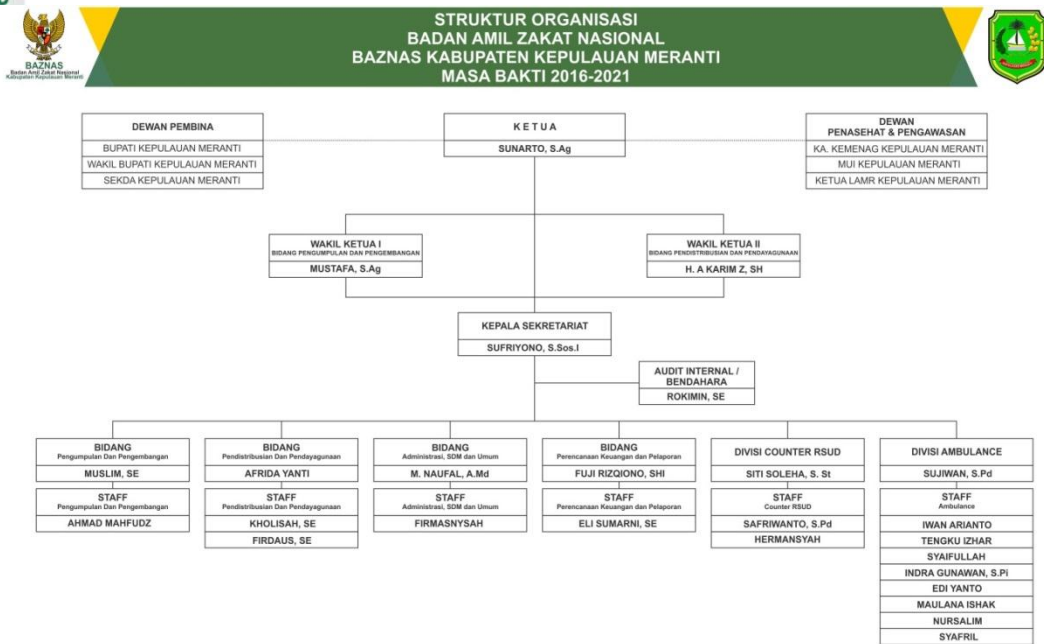 STRUKTUR ORGANISASI
BADAN AMIL ZAKAT NASIONAL
BAZNAS KABUPATEN KEPULAUAN MERANTI
MASA BAKTI 2016-2021
BAZNAS
Badan Amil Zakat Nasional
Kabupaten Kepulauan Meranti
DEWAN PEMBINA
BUPATI KEPULAUAN MERANTI
WAKIL BUPATI KEPULAUAN MERANTI
SEKDA KEPULAUAN MERANTI
K E T U A
SUNARTO, S.Ag
DEWAN
PENASEHAT & PENGAWASAN
KA. KEMENAG KEPULAUAN MERANTI
MUI KEPULAUAN MERANTI
KETUA LAMR KEPULAUAN MERANTI
WAKIL KETUA I
BIDANG PENGUMPULAN DAN PENGEMBANGAN
MUSTAFA, S.Ag
WAKIL KETUA II
BIDANG PENDISTRIBUSIAN DAN PENDAYAGUNAAN
H. A KARIM Z, SH
KEPALA SEKRETARIAT
SUFRIYONO, S.Sos.I
AUDIT INTERNAL /
BENDAHARA
ROKIMIN, SE
BIDANG
Pengumpulan Dan Pengembangan
MUSLIM, SE
STAFF
Pengumpulan Dan Pengembangan
AHMAD MAHFUDZ
BIDANG
Pendistribusian Dan Pendayagunaan
AFRIDA YANTI
STAFF
Pendistribusian Dan Pendayagunaan
KHOLISAH, SE
FIRDAUS, SE
BIDANG
Administrasi, SDM dan Umum
M. NAUFAL, A.Md
STAFF
Administrasi, SDM dan Umum
FIRMASNYSAH
BIDANG
Perencanaan Keuangan dan Pelaporan
FUJI RIZQIONO, SHI
STAFF
Perencanaan Keuangan dan Pelaporan
ELI SUMARNI, SE
DIVISI COUNTER RSUD
SITI SOLEHA, S. St
STAFF
Counter RSUD
SAFRIWANTO, S.Pd
HERMANSYAH
DIVISI AMBULANCE
SUJIWAN, S.Pd
STAFF
Ambulance
IWAN ARIANTO
TENGKU IZHAR
SYAIFULLAH
INDRA GUNAWAN, S.Pi
EDI YANTO
MAULANA ISHAK
NURSALIM
SYAFRIL